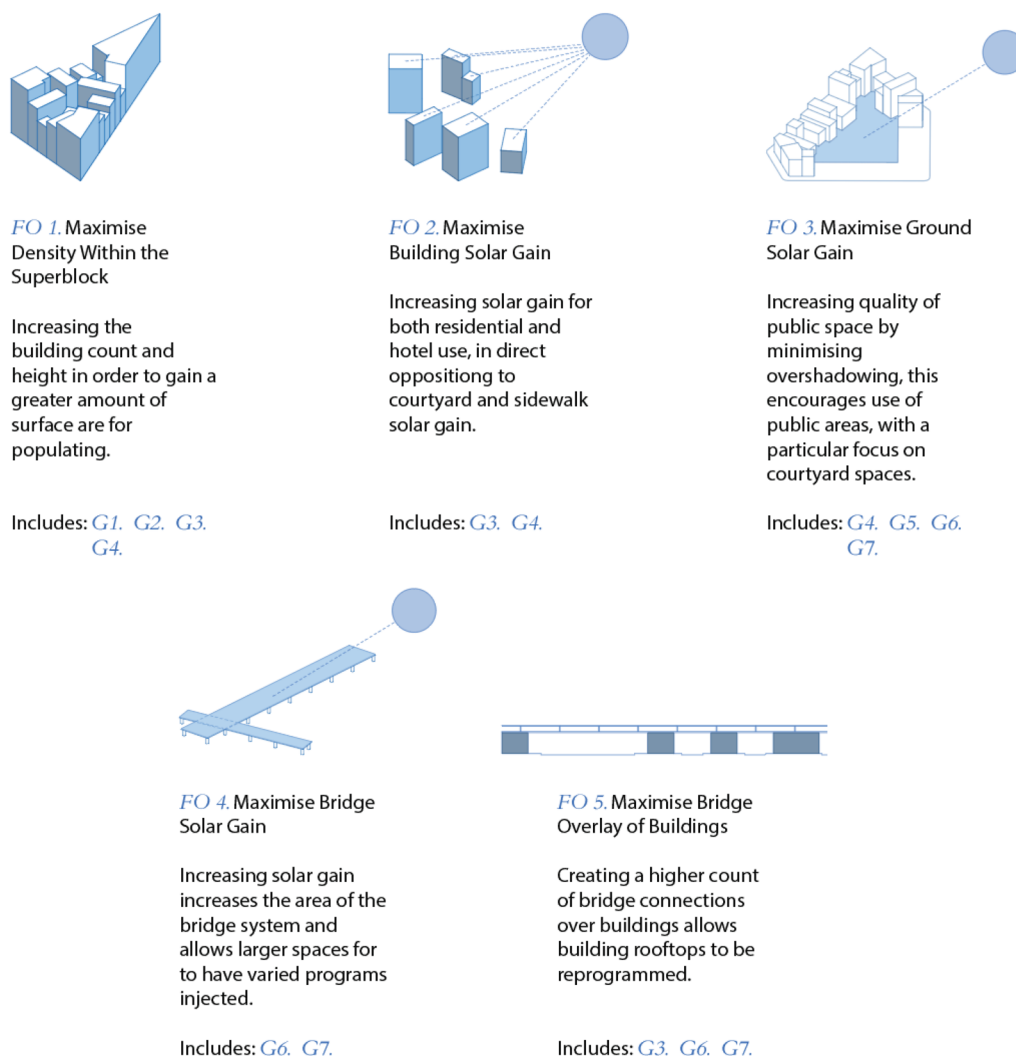 FO 1. Maximise
Density Within the
Superblock
Increasing the
building count and
height in order to gain a
greater amount of
surface are for
populating.
Includes: G1. G2. G3.
G4.
FO 2. Maximise
Building Solar Gain
Increasing solar gain for
both residential and
hotel use, in direct
oppositiong to
courtyard and sidewalk
solar gain.
Includes: G3. G4.
FO 3. Maximise Ground
Solar Gain
Increasing quality of
public space by
minimising
overshadowing, this
encourages use of
public areas, with a
particular focus on
courtyard spaces.
Includes: G4. G5. G6.
G7.
FO 4. Maximise Bridge
Solar Gain
Increasing solar gain
increases the area of the
bridge system and
allows larger spaces for
to have varied programs
injected.
Includes: G6. G7.
FO 5. Maximise Bridge
Overlay of Buildings
Creating a higher count
of bridge connections
over buildings allows
building rooftops to be
reprogrammed.
Includes: G3. G6. G7.